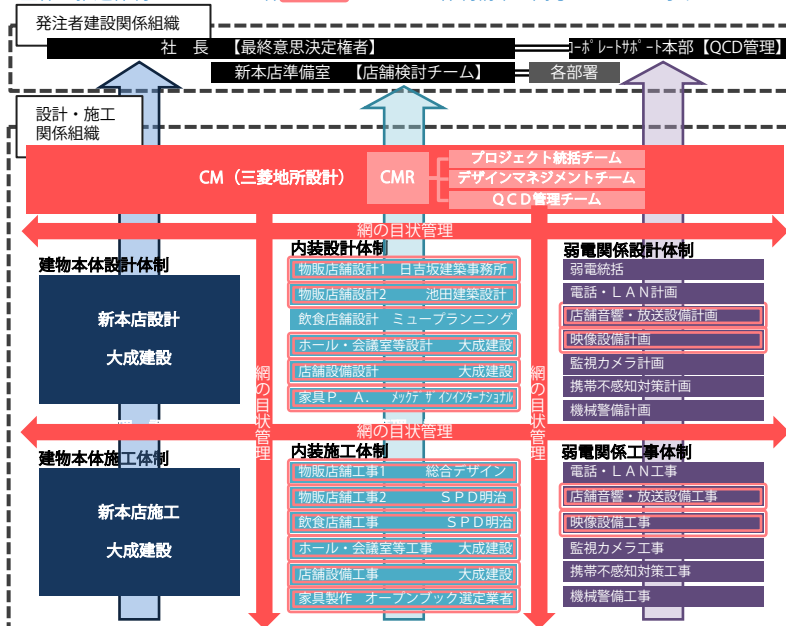 発注者建設関係組織
社　長　【最終意思決定権者】
ｺｰﾎﾟﾚｰﾄｻﾎﾟｰﾄ本部【QCD管理】
新本店準備室　【店舗検討チーム】
各部署
設計・施工
関係組織
CM（三菱地所設計）
CMR
プロジェクト統括チーム
デザインマネジメントチーム
ＱＣＤ管理チーム
網の目状管理
建物本体設計体制
新本店設計
大成建設
内装設計体制
物販店舗設計1　日吉坂建築事務所
物販店舗設計2　池田建築設計
飲食店舗設計　ミュープランニング
ホール・会議室等設計　大成建設
店舗設備設計　大成建設
家具Ｐ．Ａ．　ﾒｯｸﾃﾞｻﾞｲﾝｲﾝﾀｰﾅｼｮﾅﾙ
弱電関係設計体制
弱電統括
電話・ＬＡＮ計画
店舗音響・放送設備計画
映像設備計画
監視カメラ計画
携帯不感知対策計画
機械警備計画
網の目状管理
網の目状管理
網の目状管理
建物本体施工体制
新本店施工
大成建設
内装施工体制
物販店舗工事1　総合デザイン
物販店舗工事2　ＳＰＤ明治
飲食店舗工事　ＳＰＤ明治
ホール・会議室等工事　大成建設
店舗設備工事　大成建設
家具製作　オープンブック選定業者
弱電関係工事体制
電話・ＬＡＮ工事
店舗音響・放送設備工事
映像設備工事
監視カメラ工事
携帯不感知対策工事
機械警備工事